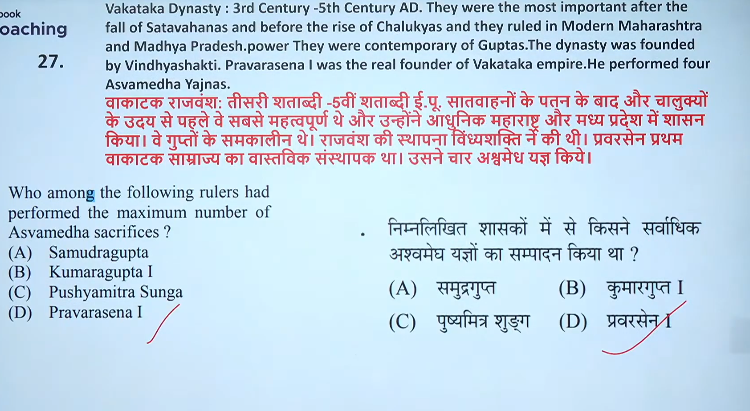 ook
oaching
27.
Vakataka Dynasty : 3rd Century -5th Century AD. They were the most important after the
fall of Satavahanas and before the rise of Chalukyas and they ruled in Modern Maharashtra
and Madhya Pradesh.power They were contemporary of Guptas.The dynasty was founded
by Vindhyashakti. Pravarasena I was the real founder of Vakataka empire.He performed four
Asvamedha Yajnas.
वाकाटक राजवंश: तीसरी शताब्दी -5वीं शताब्दी ई.पू. सातवाहनों के पतन के बाद और चालुक्यों
के उदय से पहले वे सबसे महत्वपूर्ण थे और उन्होंने आधुनिक महाराष्ट्र और मध्य प्रदेश में शासन
किया। वे गुप्तों के समकालीन थे। राजवंश की स्थापना विंध्यशक्ति ने की थी। प्रवरसेन प्रथम
वाकाटक साम्राज्य का वास्तविक संस्थापक था। उसने चार अश्वमेध यज्ञ किये।
Who among the following rulers had
performed the maximum number of
Asvamedha sacrifices ?
(A) Samudragupta
(B) Kumaragupta I
(C) Pushyamitra Sunga
(D) Pravarasena I
निम्नलिखित शासकों में से किसने सर्वाधिक
अश्वमेघ यज्ञों का सम्पादन किया था ?
(A) समुद्रगुप्त (B) कुमारगुप्त I
(C) पुष्यमित्र शुङ्ग (D) प्रवरसेन I